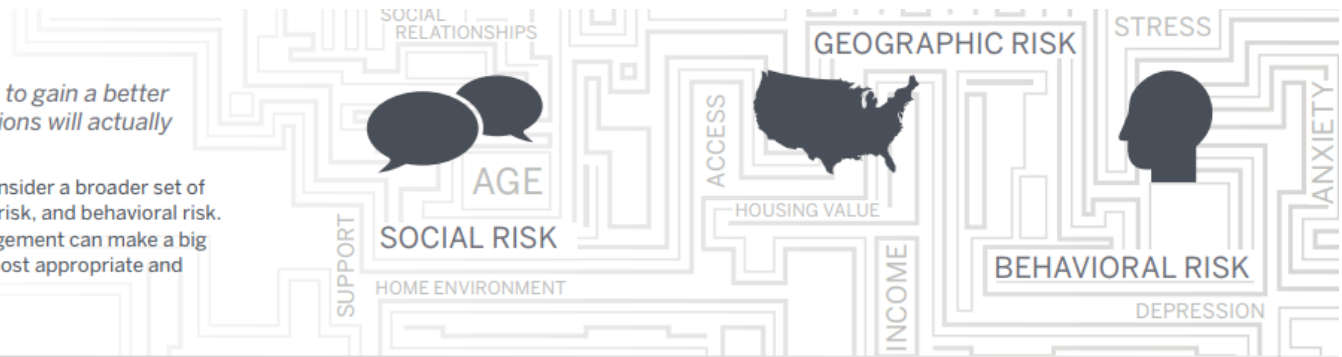 to gain a better
ions will actually
nsider a broader set of
risk, and behavioral risk.
gement can make a big
ost appropriate and
SOCIAL
RELATIONSHIPS
AGE
SUPPORT
SOCIAL RISK
HOME ENVIRONMENT
GEOGRAPHIC RISK
ACCESS
HOUSING VALUE
INCOME
STRESS
ANXIETY
BEHAVIORAL RISK
DEPRESSION